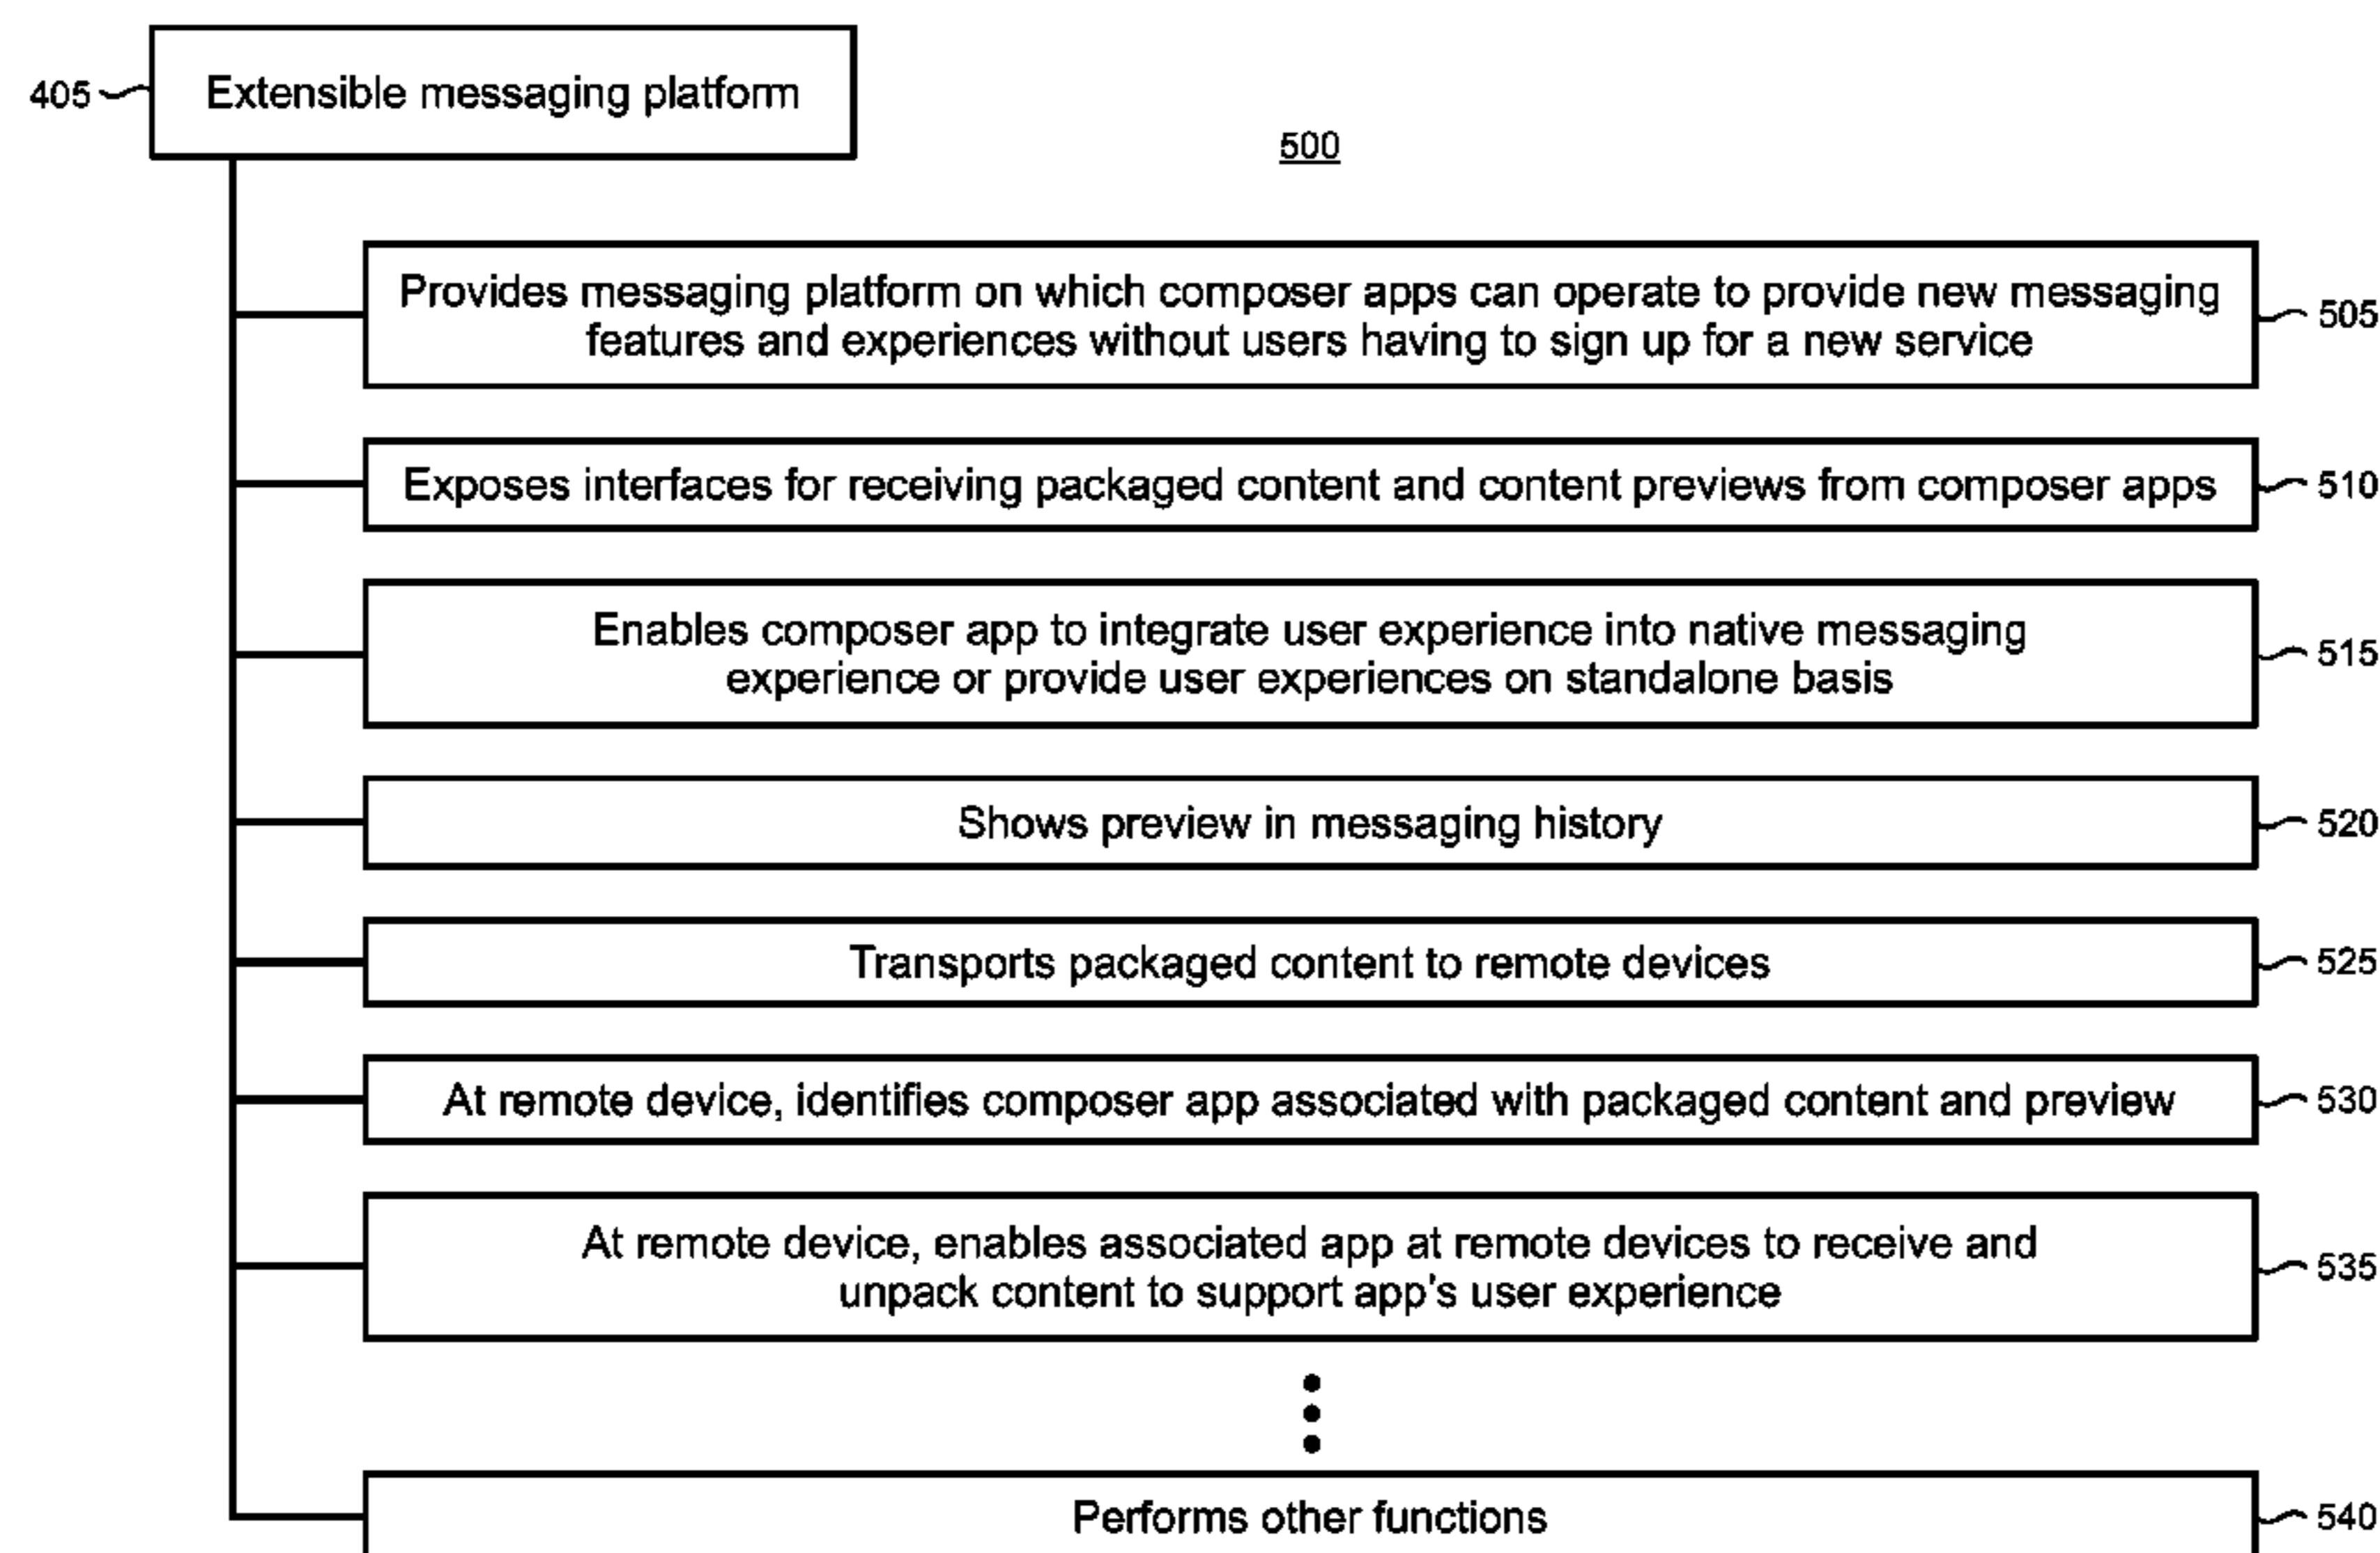 405
Extensible messaging platform
500
Provides messaging platform on which composer apps can operate to provide new messaging
features and experiences without users having to sign up for a new service
505
Exposes interfaces for receiving packaged content and content previews from composer apps
510
Enables composer app to integrate user experience into native messaging
experience or provide user experiences on standalone basis
515
Shows preview in messaging history
520
Transports packaged content to remote devices
525
At remote device, identifies composer app associated with packaged content and preview
530
At remote device, enables associated app at remote devices to receive and
unpack content to support app's user experience
535
Performs other functions
540